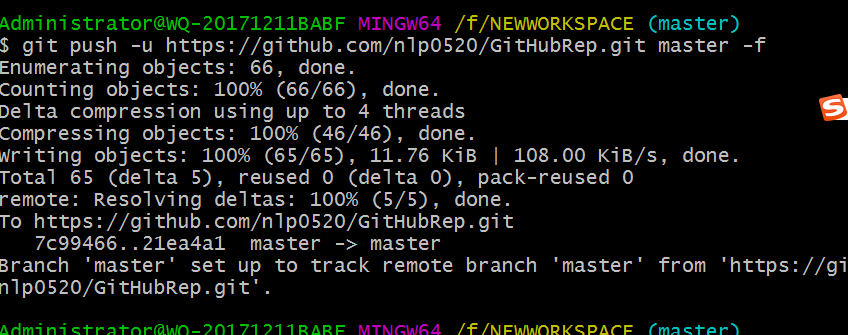 Administrator@WQ-20171211BABF MINGW64 /f/NEWWORKSPACE (master)
$ git push -u https://github.com/nlp0520/GitHubRep.git master -f
Enumerating objects: 66, done.
Counting objects: 100% (66/66), done.
Delta compression using up to 4 threads
Compressing objects: 100% (46/46), done.
Writing objects: 100% (65/65), 11.76 KiB | 108.00 KiB/s, done.
Total 65 (delta 5), reused 0 (delta 0), pack-reused 0
remote: Resolving deltas: 100% (5/5), done.
To https://github.com/nlp0520/GitHubRep.git
   7c99466..21ea4a1  master -> master
Branch 'master' set up to track remote branch 'master' from 'https://gi
nlp0520/GitHubRep.git'.
Administrator@WQ-20171211BABF MINGW64 /f/NEWWORKSPACE (master)